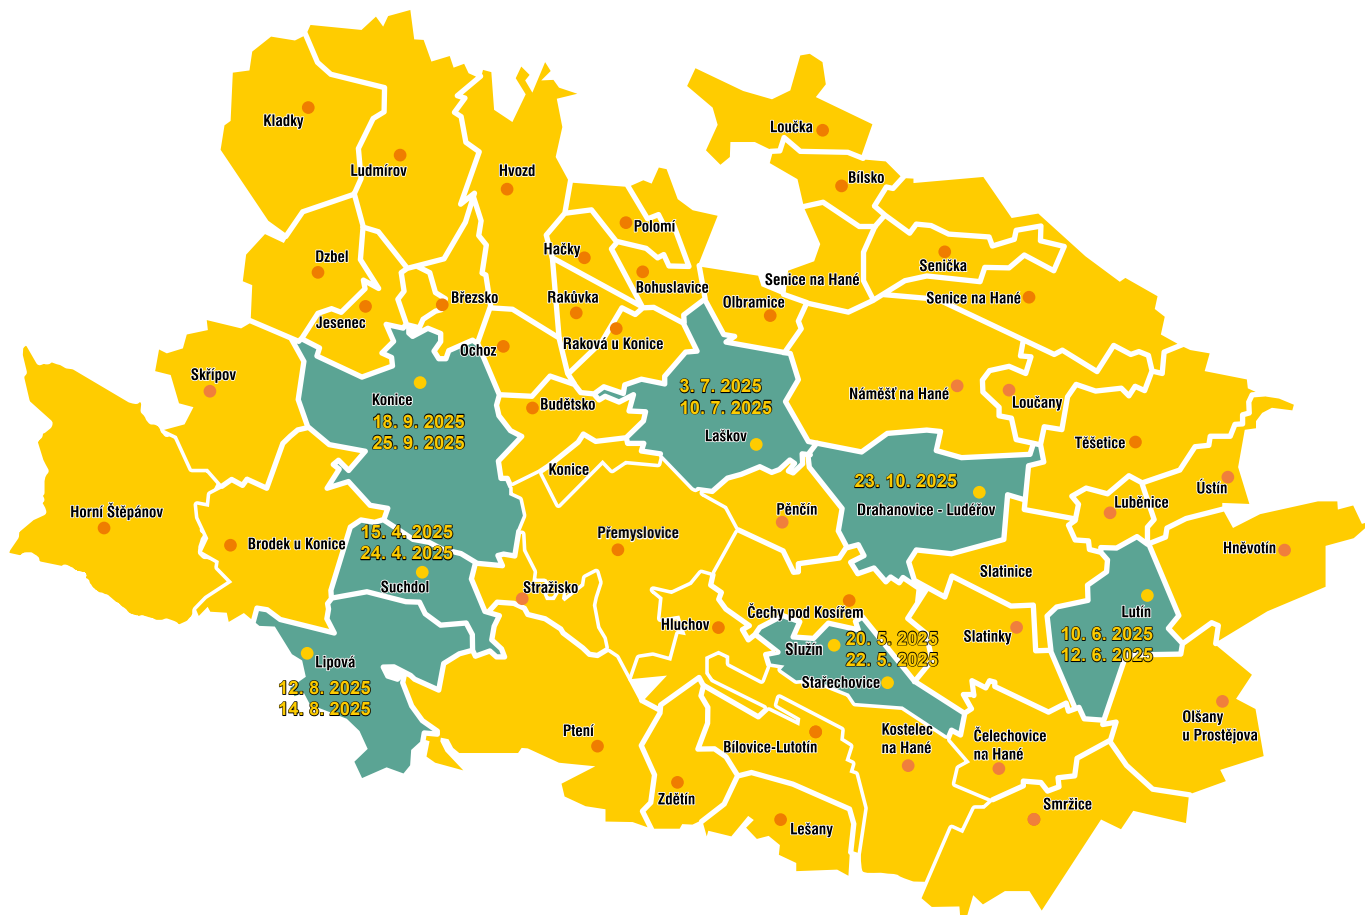 Kladky
Loučka
Ludmírov
Hvozd
Bílsko
Polomí
Hačky
Dzbel
Senička
Senice na Hané
Bohuslavice
Rakůvka
Březsko
Olbramice
Senice na Hané
Jesenec
Raková u Konice
Ochoz
Skřípov
3. 7. 2025
10. 7. 2025
Laškov
Náměšť na Hané
Loučany
Konice
18. 9. 2025
25. 9. 2025
Budětsko
Těšetice
Konice
23. 10. 2025
Drahanovice - Ludéřov
Ústín
Luběnice
Horní Štěpánov
Pěnčín
Přemyslovice
15. 4. 2025
24. 4. 2025
Suchdol
Brodek u Konice
Hněvotín
Slatinice
Stražisko
Čechy pod Kosířem
Lutín
10. 6. 2025
12. 6. 2025
Hluchov
Slatinky
Služín
20. 5. 2025
22. 5. 2025
Stařechovice
Lipová
12. 8. 2025
14. 8. 2025
Olšany
u Prostějova
Ptení
Kostelec
na Hané
Čelechovice
na Hané
Bílovice-Lutotín
Zdětín
Smržice
Lešany